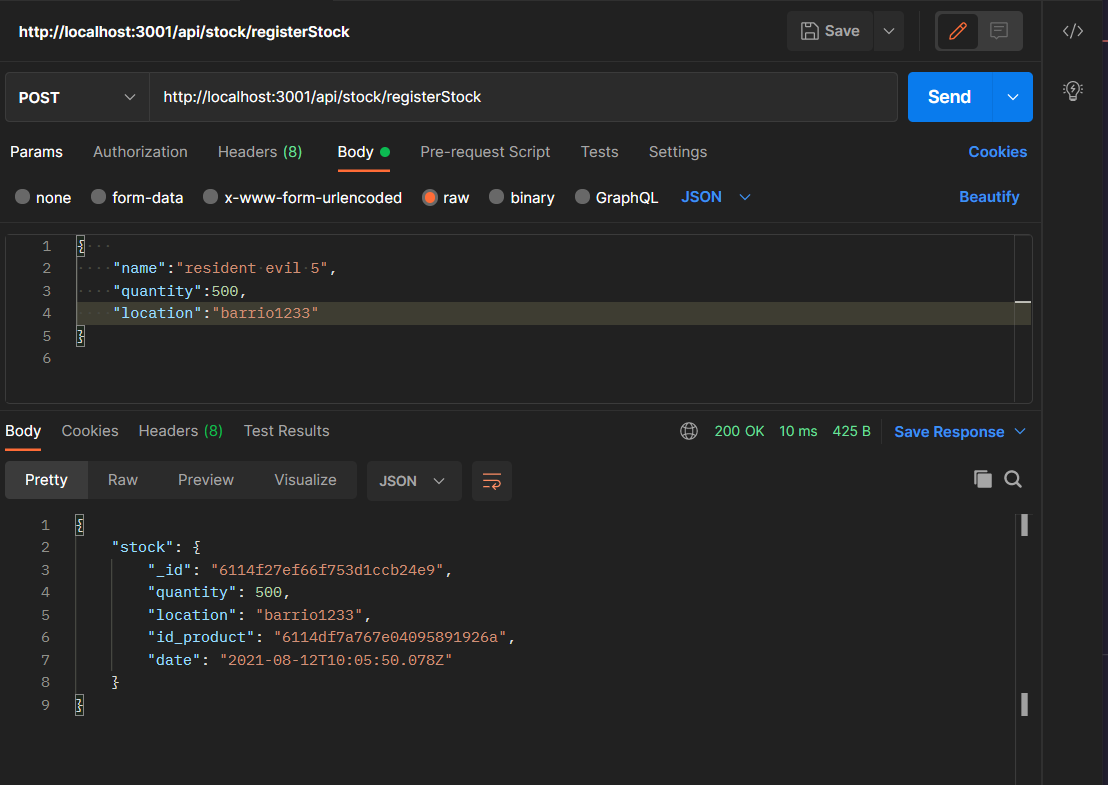 http://localhost:3001/api/stock/registerStock Save
POST http://localhost:3001/api/stock/registerStock Send
Params Authorization Headers (8) Body Pre-request Script Tests Settings Cookies
none form-data x-www-form-urlencoded raw binary GraphQL JSON Beautify
1 {
2 "name":"resident evil 5",
3 "quantity":500,
4 "location":"barrio1233"
5 }
6
Body Cookies Headers (8) Test Results 200 OK 10 ms 425 B Save Response
Pretty Raw Preview Visualize JSON
1 {
2 "stock": {
3 "_id": "6114f27ef66f753d1ccb24e9",
4 "quantity": 500,
5 "location": "barrio1233",
6 "id_product": "6114df7a767e04095891926a",
7 "date": "2021-08-12T10:05:50.078Z"
8 }
9 }